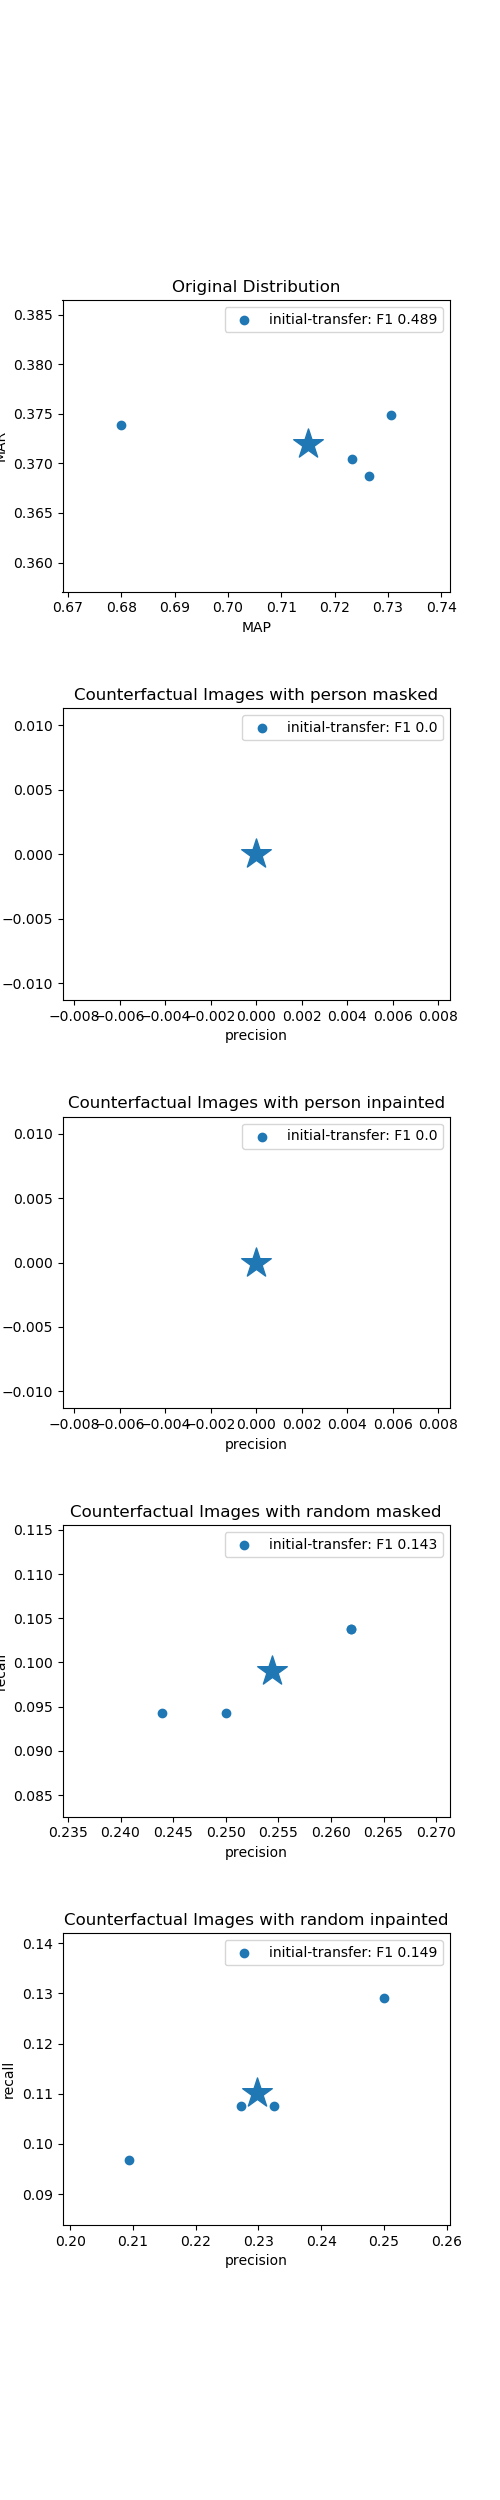 Original Distribution
initial-transfer: F1 0.489
0.385
0.380
0.375
0.370
0.365
0.360
MAR
0.67 0.68 0.69 0.70 0.71 0.72 0.73 0.74
MAP
Counterfactual Images with person masked
initial-transfer: F1 0.0
0.010
0.005
0.000
−0.005
−0.010
−0.008 −0.006 −0.004 −0.002 0.000 0.002 0.004 0.006 0.008
precision
Counterfactual Images with person inpainted
initial-transfer: F1 0.0
0.010
0.005
0.000
−0.005
−0.010
−0.008 −0.006 −0.004 −0.002 0.000 0.002 0.004 0.006 0.008
precision
Counterfactual Images with random masked
initial-transfer: F1 0.143
0.115
0.110
0.105
0.100
0.095
0.090
0.085
recall
0.235 0.240 0.245 0.250 0.255 0.260 0.265 0.270
precision
Counterfactual Images with random inpainted
initial-transfer: F1 0.149
0.14
0.13
0.12
0.11
0.10
0.09
recall
0.20 0.21 0.22 0.23 0.24 0.25 0.26
precision